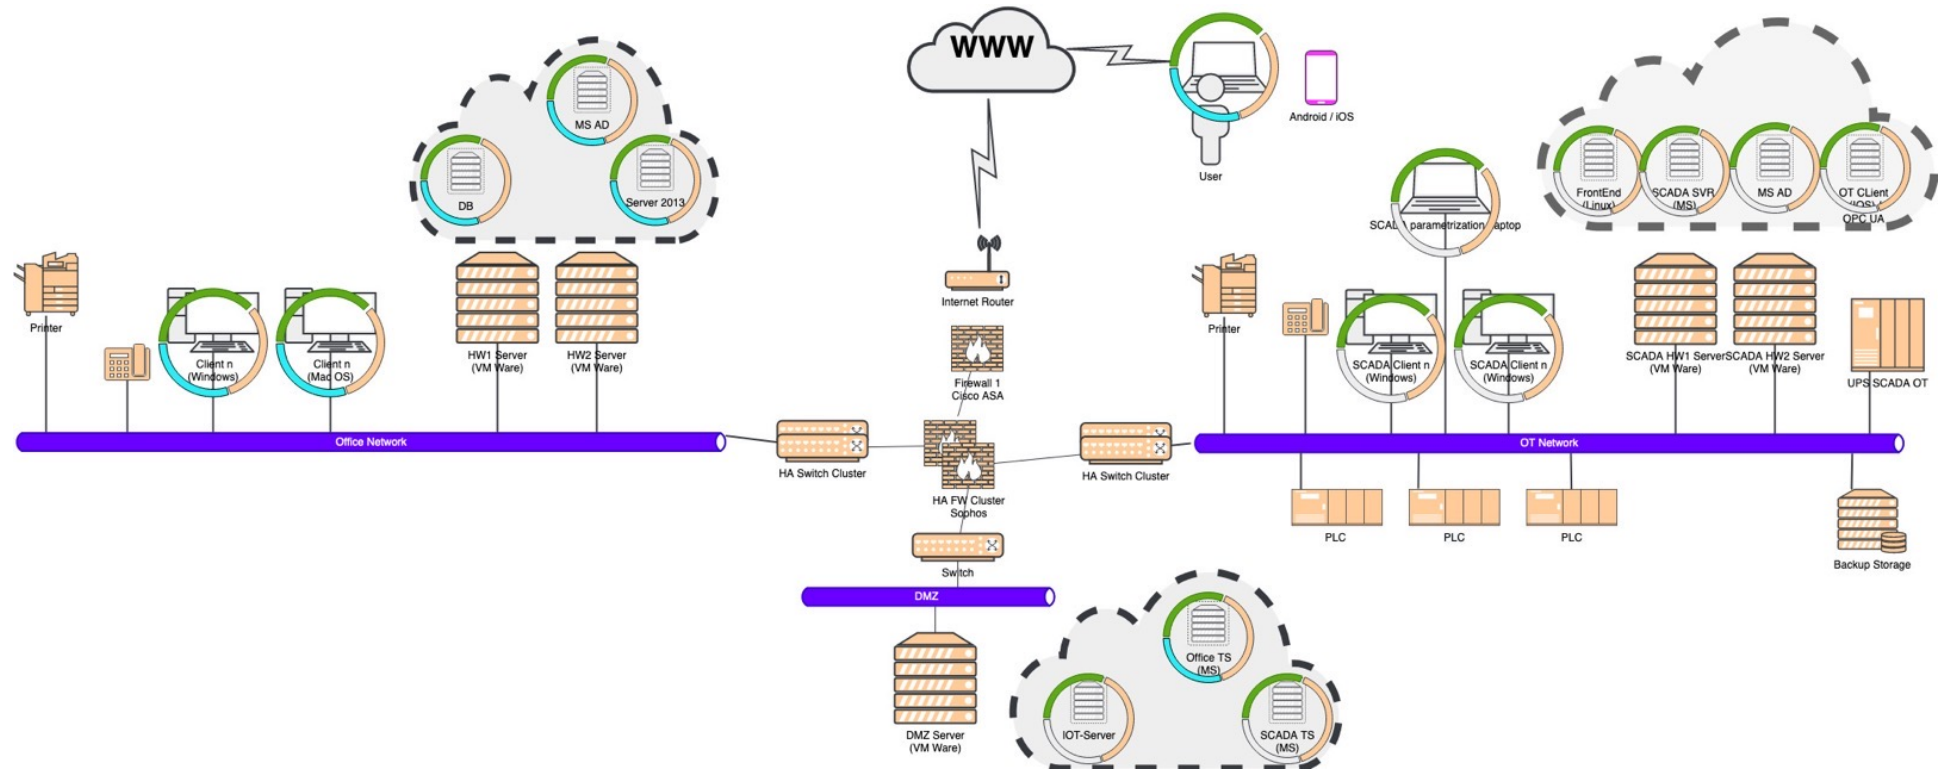 WWW
Android / iOS
User
MS AD
DB
Server 2013
FrontEnd
(Linux)
SCADA SVR
(MS)
MS AD
OT CLient
(IOS)
OPC UA
parametrization
Internet Router
Printer
Client n
(Windows)
Client n
(Mac OS)
HW1 Server
(VM Ware)
HW2 Server
(VM Ware)
Firewall 1
Cisco ASA
Printer
SCADA Client n
(Windows)
SCADA Client n
(Windows)
SCADA HW1 Server
(VM Ware)
SCADA HW2 Server
(VM Ware)
UPS SCADA OT
Office Network
HA Switch Cluster
HA FW Cluster
Sophos
HA Switch Cluster
OT Network
PLC
PLC
PLC
Backup Storage
Switch
DMZ
DMZ Server
(VM Ware)
Office TS
(MS)
IOT-Server
SCADA TS
(MS)